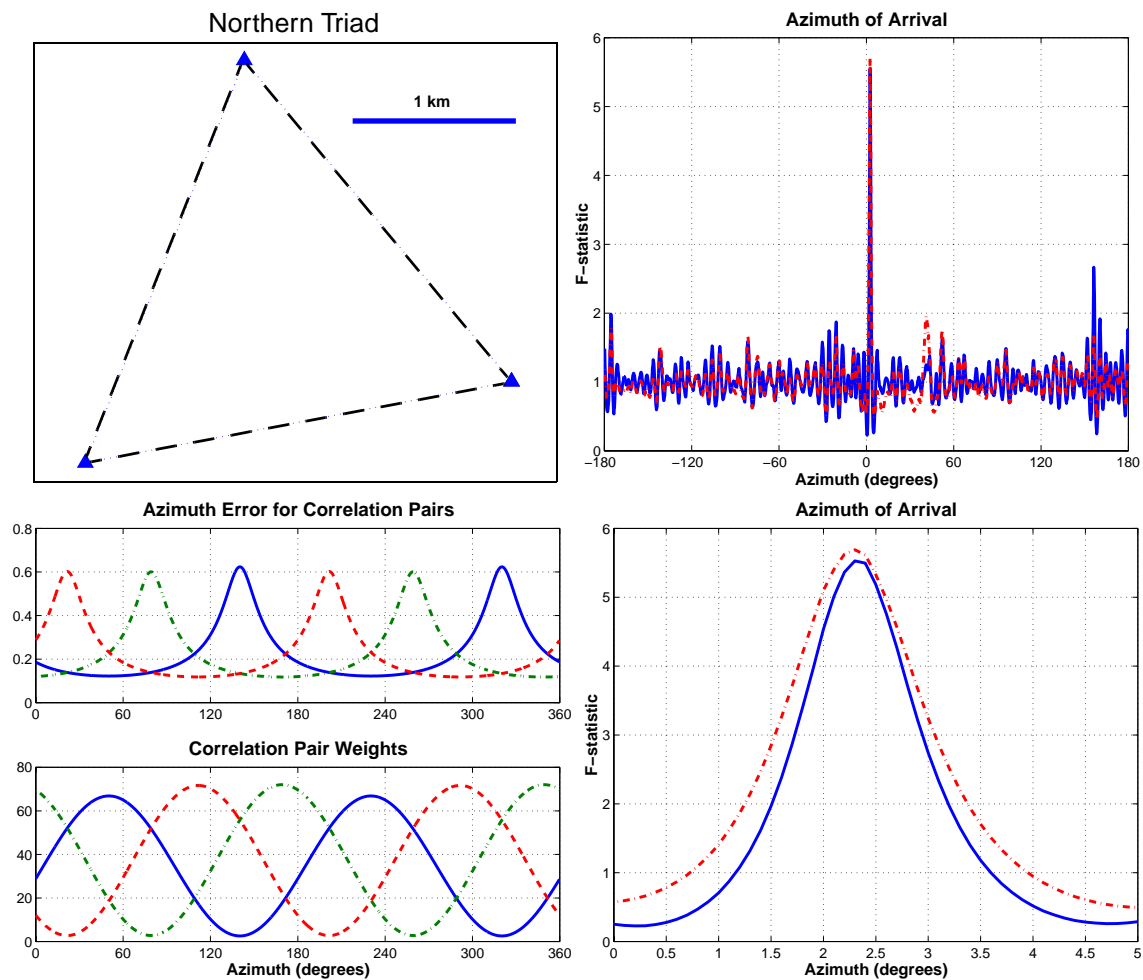 Northern Triad
1 km
Azimuth of Arrival
F−statistic
6
5
4
3
2
1
0
−180 −120 −60 0 60 120 180
Azimuth (degrees)
Azimuth Error for Correlation Pairs
0.8
0.6
0.4
0.2
0
0 60 120 180 240 300 360
Correlation Pair Weights
80
60
40
20
0
0 60 120 180 240 300 360
Azimuth (degrees)
Azimuth of Arrival
F−statistic
6
5
4
3
2
1
0
0 0.5 1 1.5 2 2.5 3 3.5 4 4.5 5
Azimuth (degrees)